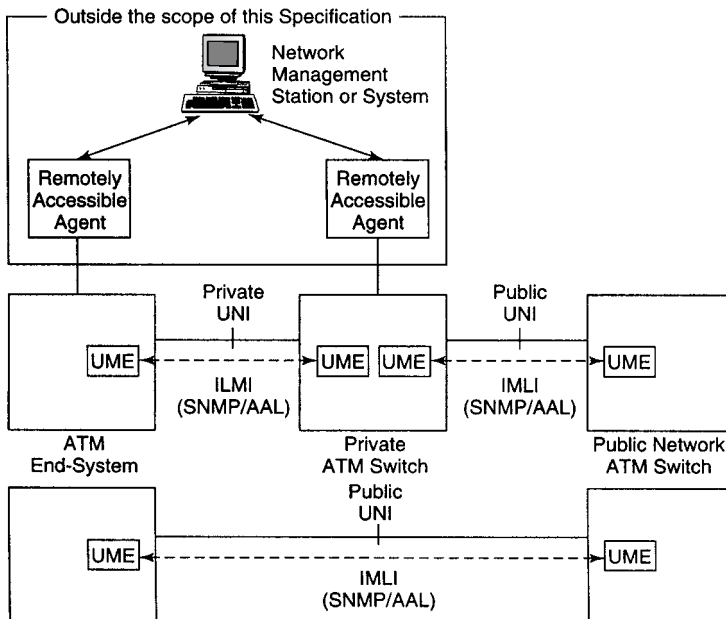 Outside the scope of this Specification
Network
Management
Station or System
Remotely
Accessible
Agent
Remotely
Accessible
Agent
Private
UNI
Public
UNI
UME
UME
UME
UME
ILMI
(SNMP/AAL)
IMLI
(SNMP/AAL)
ATM
End-System
Private
ATM Switch
Public Network
ATM Switch
Public
UNI
UME
UME
IMLI
(SNMP/AAL)